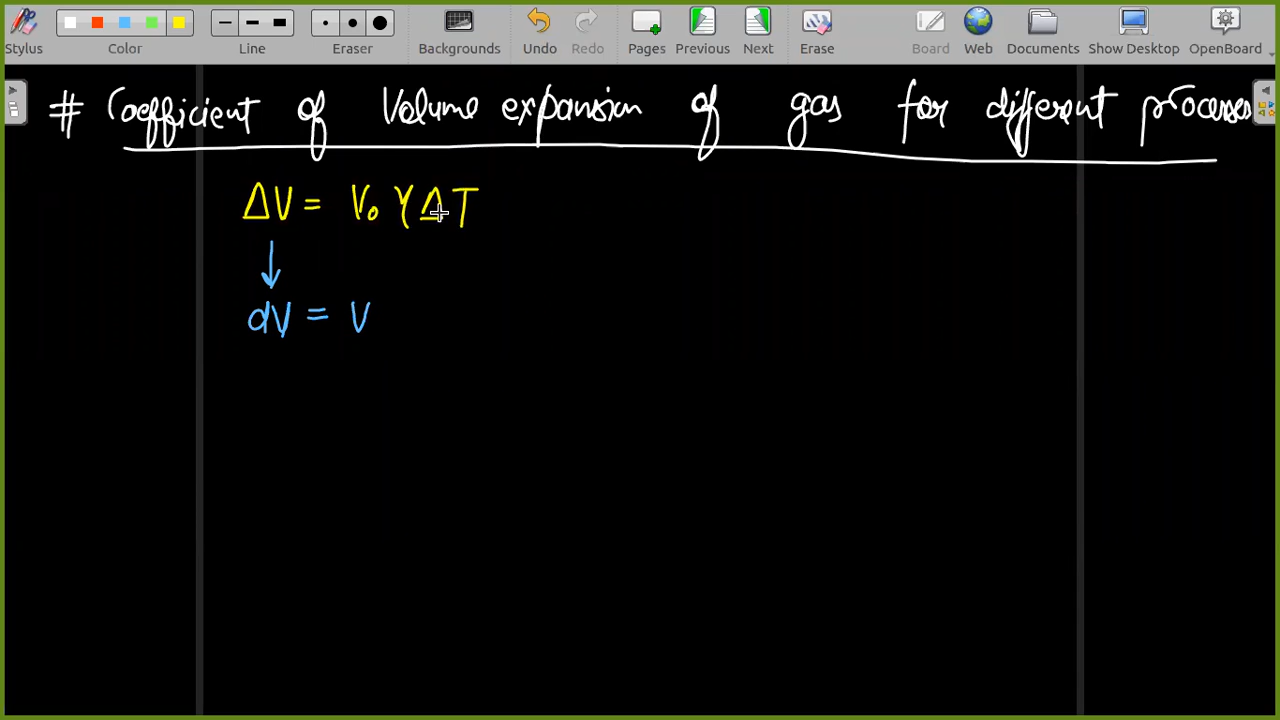 Stylus Color Line Eraser Backgrounds Undo Redo Pages Previous Next Erase Board Web Documents Show Desktop OpenBoard
# Coefficient of Volume expansion of gas for different processes
ΔV = V₀ γ Δ T
↓
dV = V